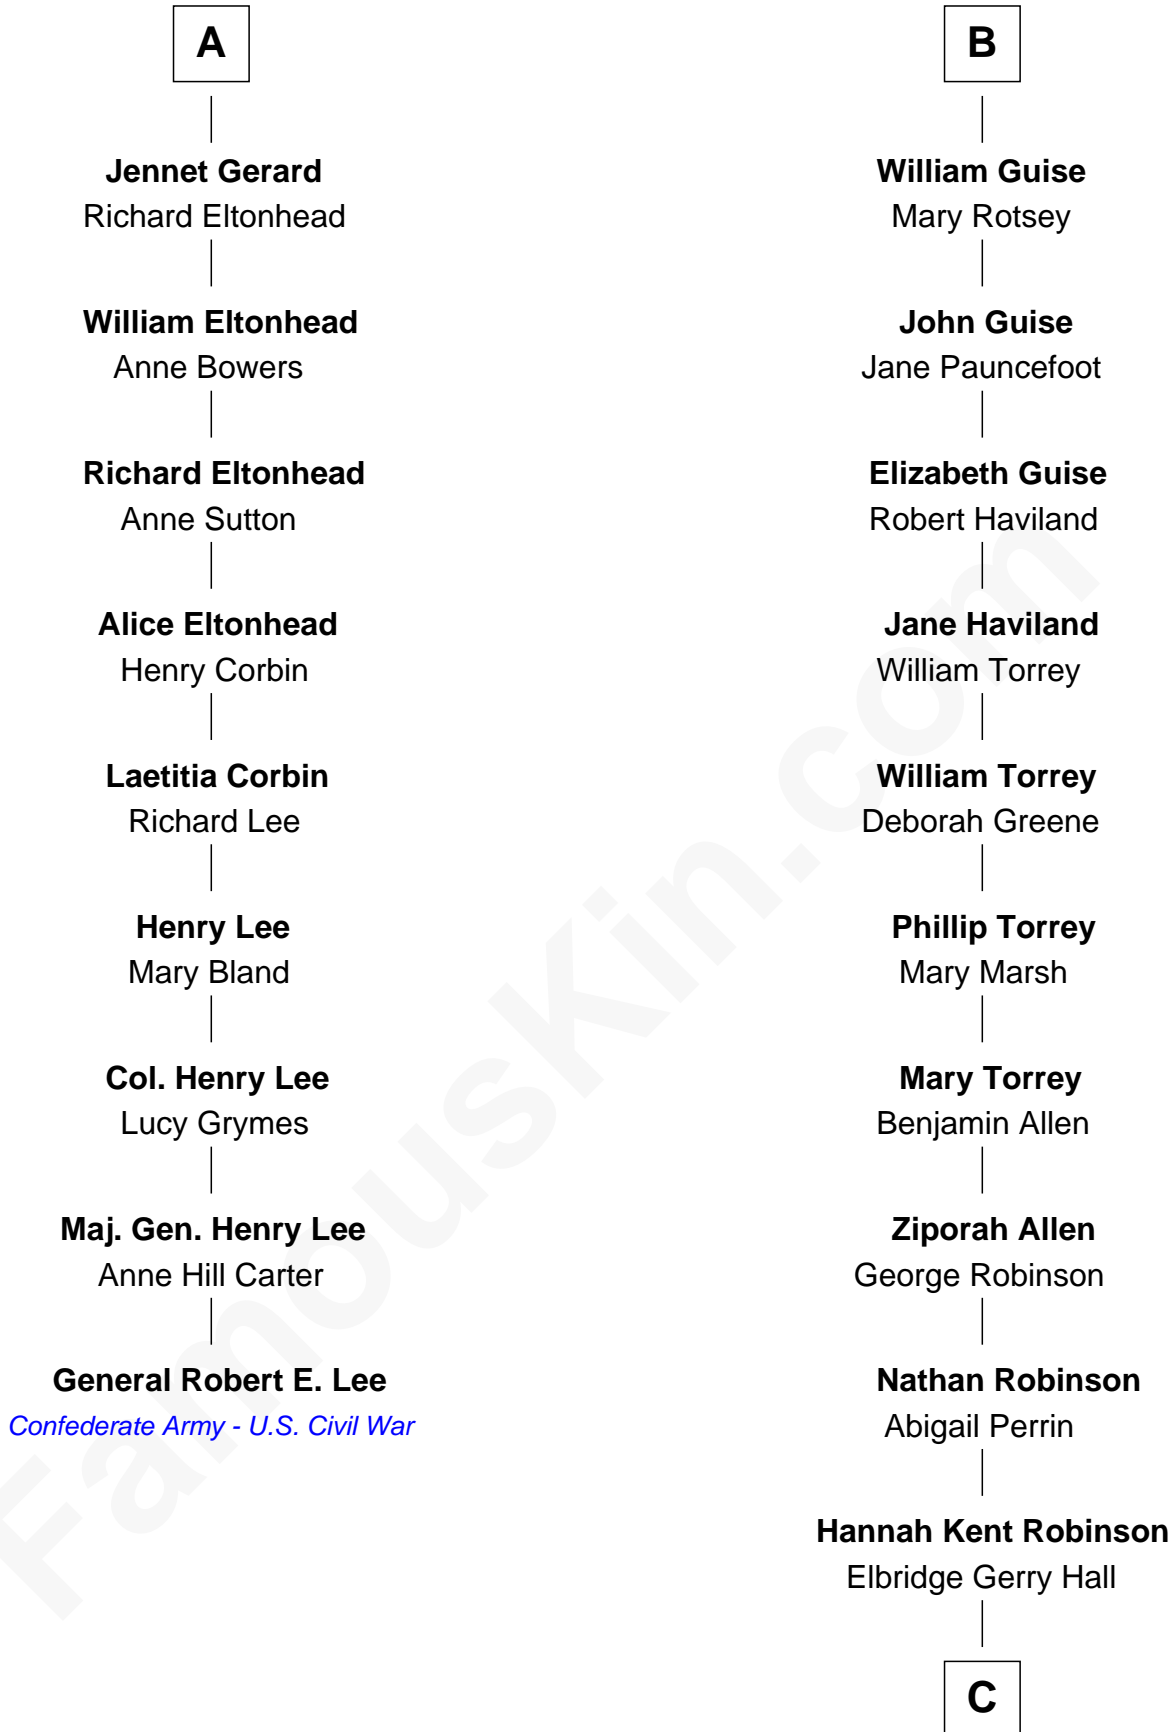 A
Jennet Gerard
Richard Eltonhead
William Eltonhead
Anne Bowers
Richard Eltonhead
Anne Sutton
Alice Eltonhead
Henry Corbin
Laetitia Corbin
Richard Lee
Henry Lee
Mary Bland
Col. Henry Lee
Lucy Grymes
Maj. Gen. Henry Lee
Anne Hill Carter
General Robert E. Lee
Confederate Army - U.S. Civil War
B
William Guise
Mary Rotsey
John Guise
Jane Pauncefoot
Elizabeth Guise
Robert Haviland
Jane Haviland
William Torrey
William Torrey
Deborah Greene
Phillip Torrey
Mary Marsh
Mary Torrey
Benjamin Allen
Ziporah Allen
George Robinson
Nathan Robinson
Abigail Perrin
Hannah Kent Robinson
Elbridge Gerry Hall
C
FamousKin.com